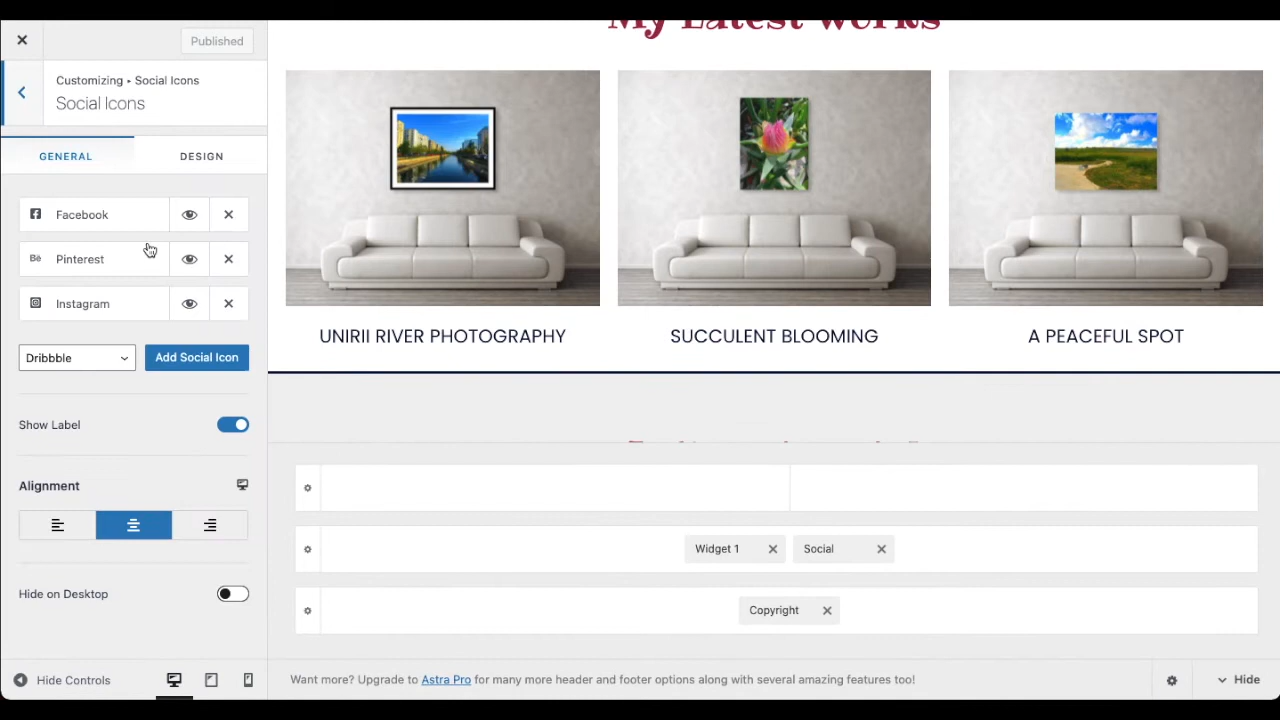 My Latest Works
Published
Customizing ▸ Social Icons
Social Icons
GENERAL
DESIGN
Facebook
Bē Pinterest
Instagram
Dribbble
Add Social Icon
Show Label
Alignment
Hide on Desktop
Hide Controls
UNIRII RIVER PHOTOGRAPHY
SUCCULENT BLOOMING
A PEACEFUL SPOT
Widget 1
Social
Copyright
Want more? Upgrade to Astra Pro for many more header and footer options along with several amazing features too!
Hide